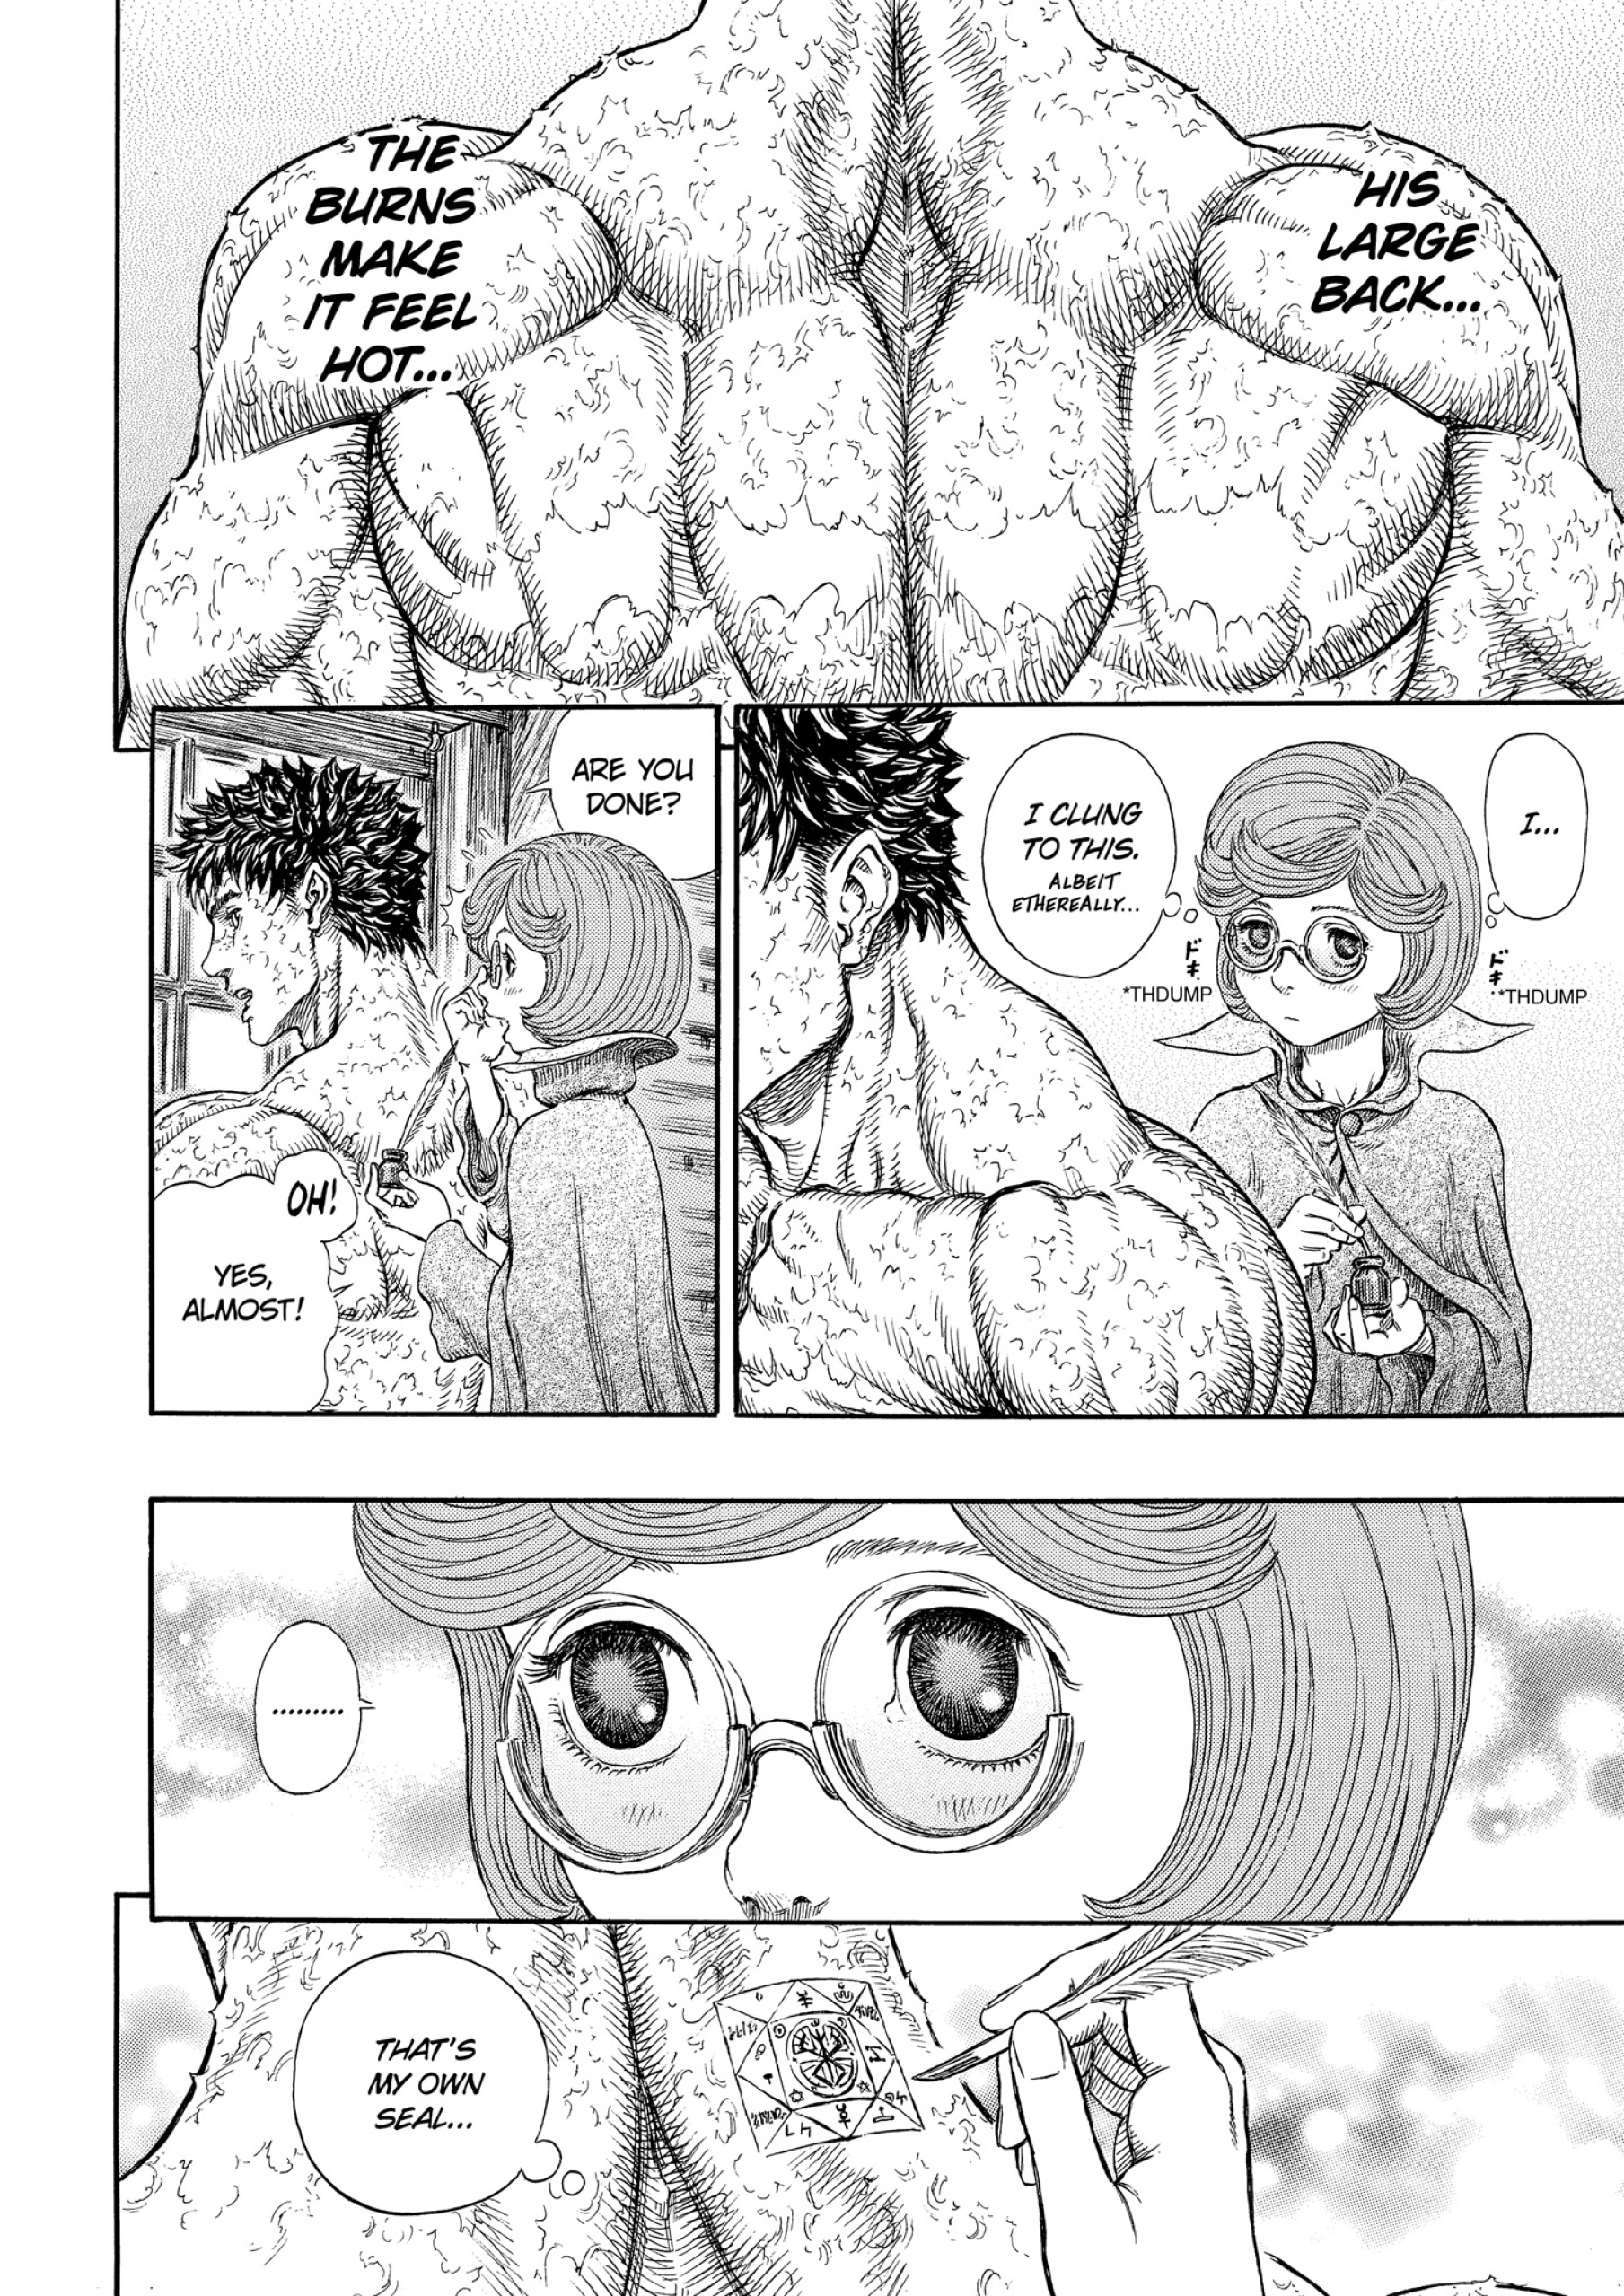 HIS
LARGE
BACK...
THE
BURNS
MAKE
IT FEEL
HOT...
I...
ドキ
*THDUMP
I CLUNG
TO THIS.
ALBEIT
ETHEREALLY...
ドキ
*THDUMP
ARE YOU
DONE?
OH!
YES,
ALMOST!
.........
THAT'S
MY OWN
SEAL...